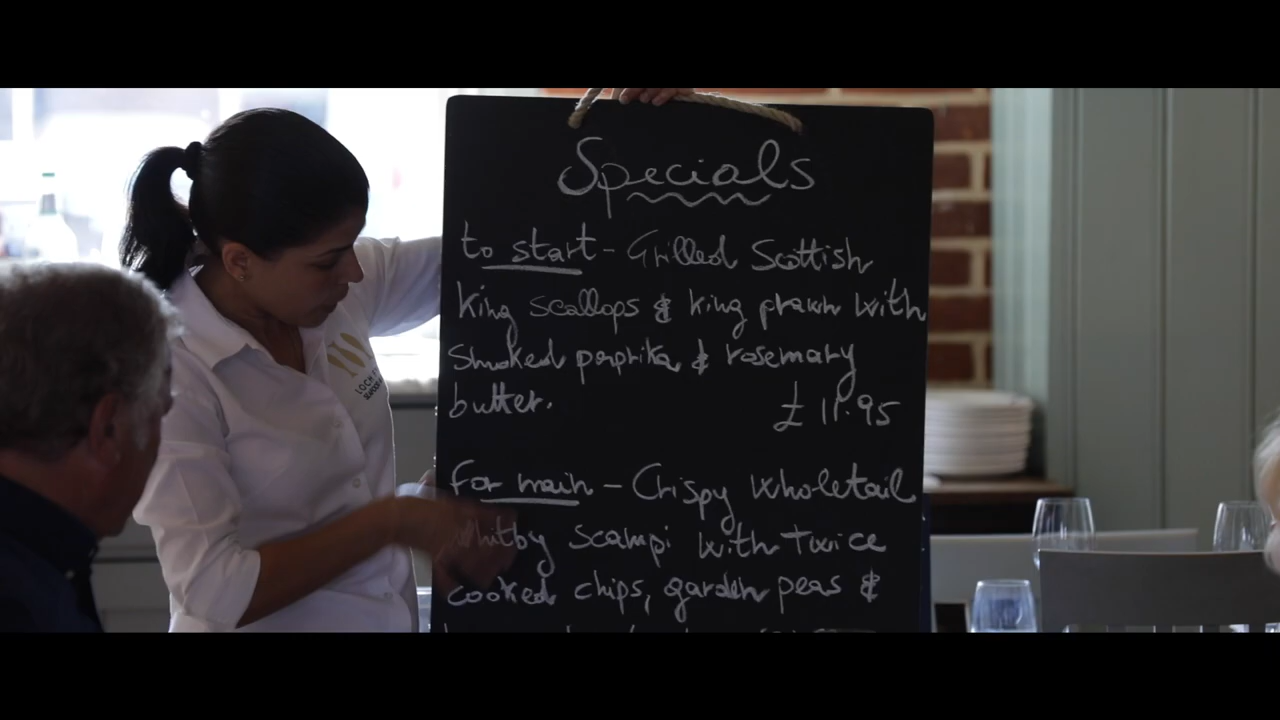 Specials
to start - Grilled Scottish
king scallops & king prawn with
smoked paprika & rosemary
butter.
£11.95
for main - Crispy wholetail
whitby scampi with twice
cooked chips, garden peas &
LOCH